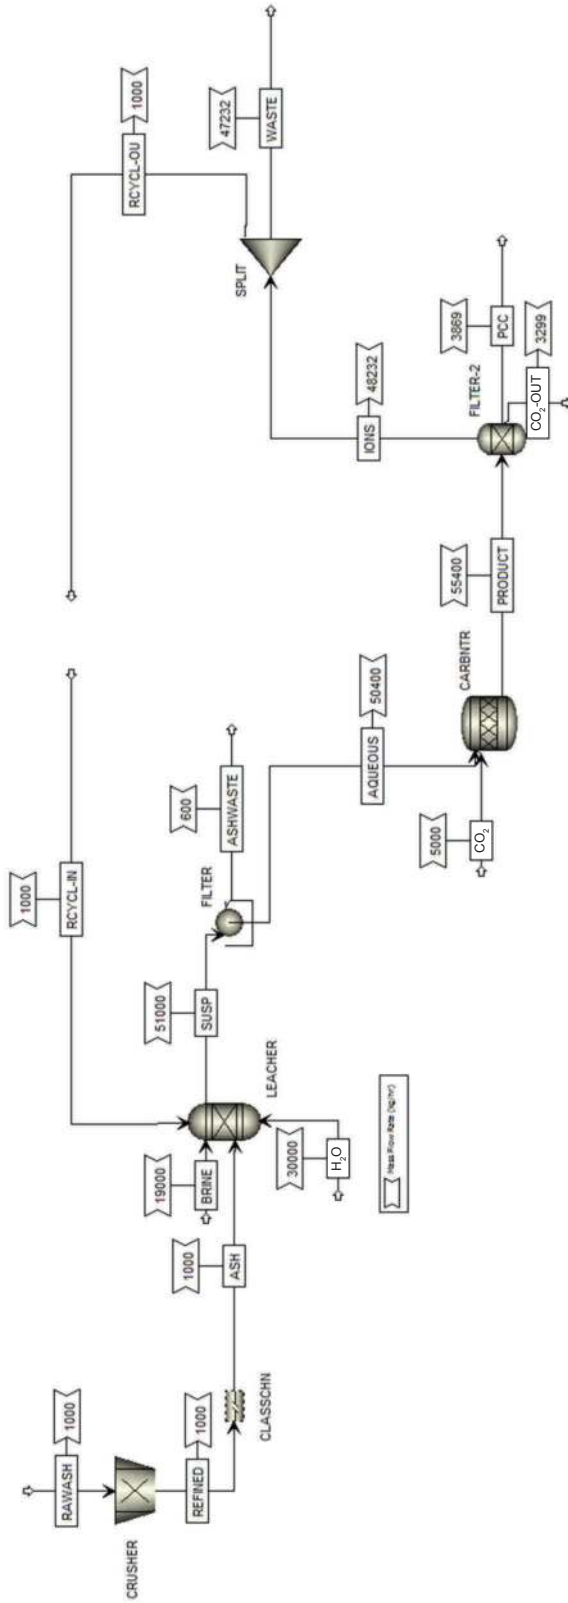 CRUSHER
RAWASH
1000
REFINED
1000
CLASSCHN
ASH
1000
BRINE
19000
H₂O
30000
LEACHER
RCYCL-IN
1000
SUSP
51000
FILTER
ASHWASTE
600
AQUEOUS
50400
CO₂
5000
CARBNTR
PRODUCT
55400
FILTER-2
PCC
3869
CO₂-OUT
3299
IONS
48232
SPLIT
RCYCL-OU
1000
WASTE
47232
Mass Flow Rate (kg/hr)